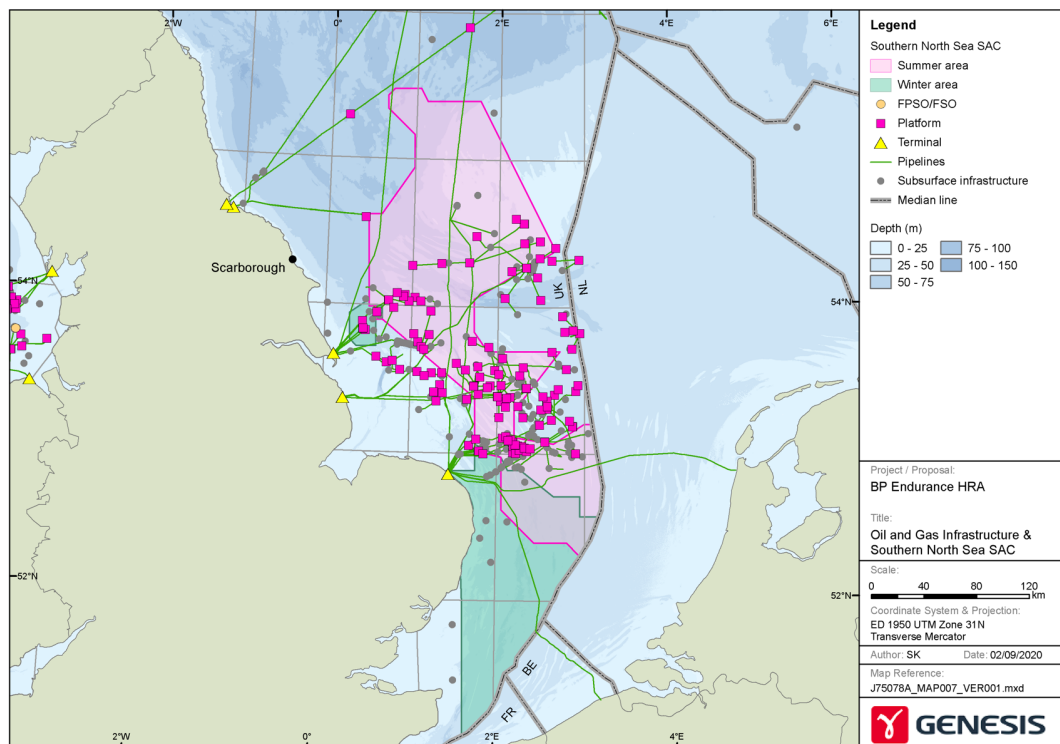 2°W
0°
2°E
4°E
6°E
Scarborough
54°N
54°N
UK
NL
52°N
52°N
BE
FR
2°W
0°
2°E
4°E
Legend
Southern North Sea SAC
Summer area
Winter area
FPSO/FSO
Platform
Terminal
Pipelines
Subsurface infrastructure
Median line
Depth (m)
0 - 25
25 - 50
50 - 75
75 - 100
100 - 150
Project / Proposal:
BP Endurance HRA
Title:
Oil and Gas Infrastructure &
Southern North Sea SAC
Scale:
0 40 80 120
km
Coordinate System & Projection:
ED 1950 UTM Zone 31N
Transverse Mercator
Author: SK Date: 02/09/2020
Map Reference:
J75078A_MAP007_VER001.mxd
GENESIS